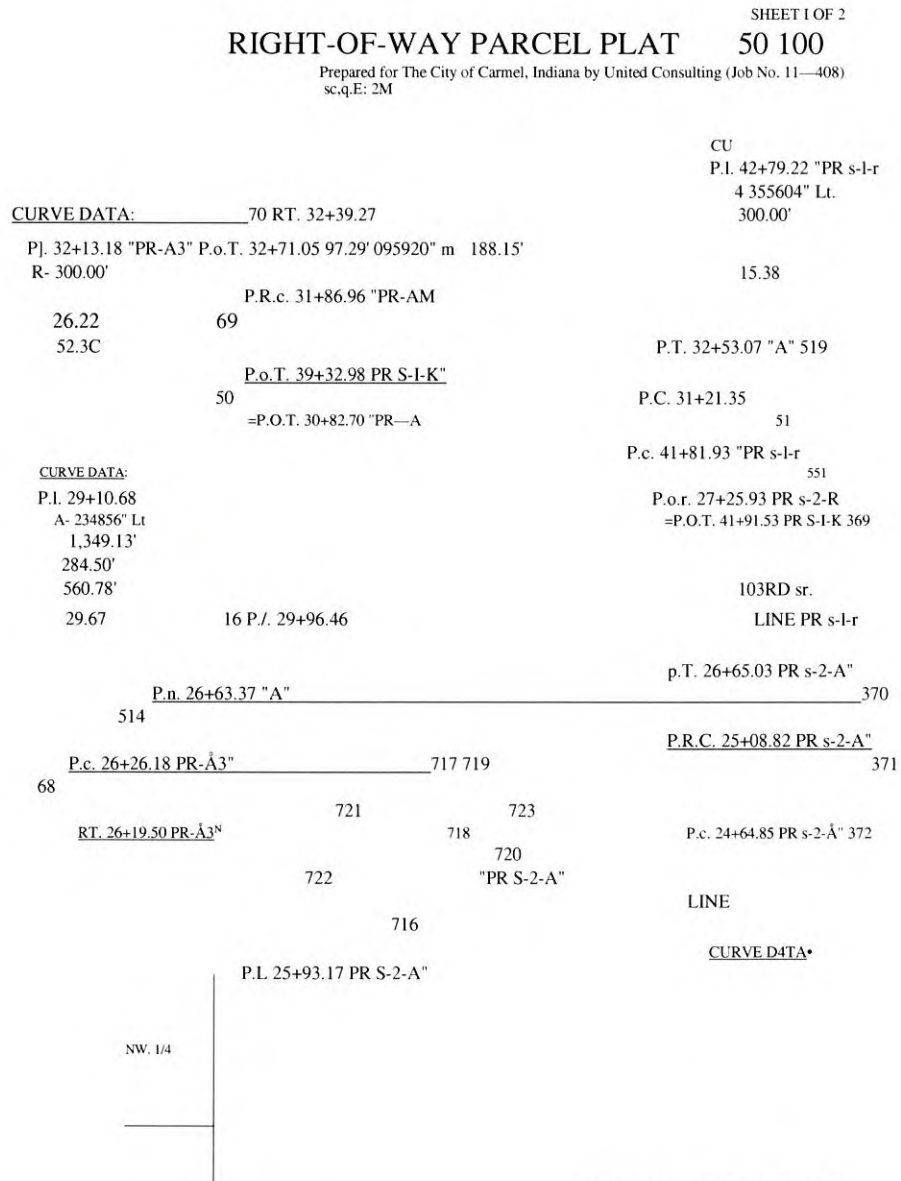 SHEET I OF 2
RIGHT-OF-WAY PARCEL PLAT 50 100
Prepared for The City of Carmel, Indiana by United Consulting (Job No. 11—408)
sc,q.E: 2M
CU
P.l. 42+79.22 "PR s-l-r
4 355604" Lt.
CURVE DATA: 70 RT. 32+39.27 300.00'
P]. 32+13.18 "PR-A3" P.o.T. 32+71.05 97.29' 095920" m 188.15'
R- 300.00' 15.38
P.R.c. 31+86.96 "PR-AM
26.22 69
52.3C P.T. 32+53.07 "A" 519
P.o.T. 39+32.98 PR S-I-K"
50 P.C. 31+21.35
=P.O.T. 30+82.70 "PR—A 51
P.c. 41+81.93 "PR s-l-r
CURVE DATA: 551
P.l. 29+10.68 P.o.r. 27+25.93 PR s-2-R
A- 234856" Lt =P.O.T. 41+91.53 PR S-I-K 369
1,349.13'
284.50'
560.78' 103RD sr.
29.67 16 P./. 29+96.46 LINE PR s-l-r
p.T. 26+65.03 PR s-2-A"
P.n. 26+63.37 "A" 370
514
P.R.C. 25+08.82 PR s-2-A"
P.c. 26+26.18 PR-Å3" 717 719 371
68
721 723
RT. 26+19.50 PR-Å3N 718 P.c. 24+64.85 PR s-2-Å" 372
720
722 "PR S-2-A"
LINE
716
CURVE D4TA•
P.L 25+93.17 PR S-2-A"
NW. 1/4